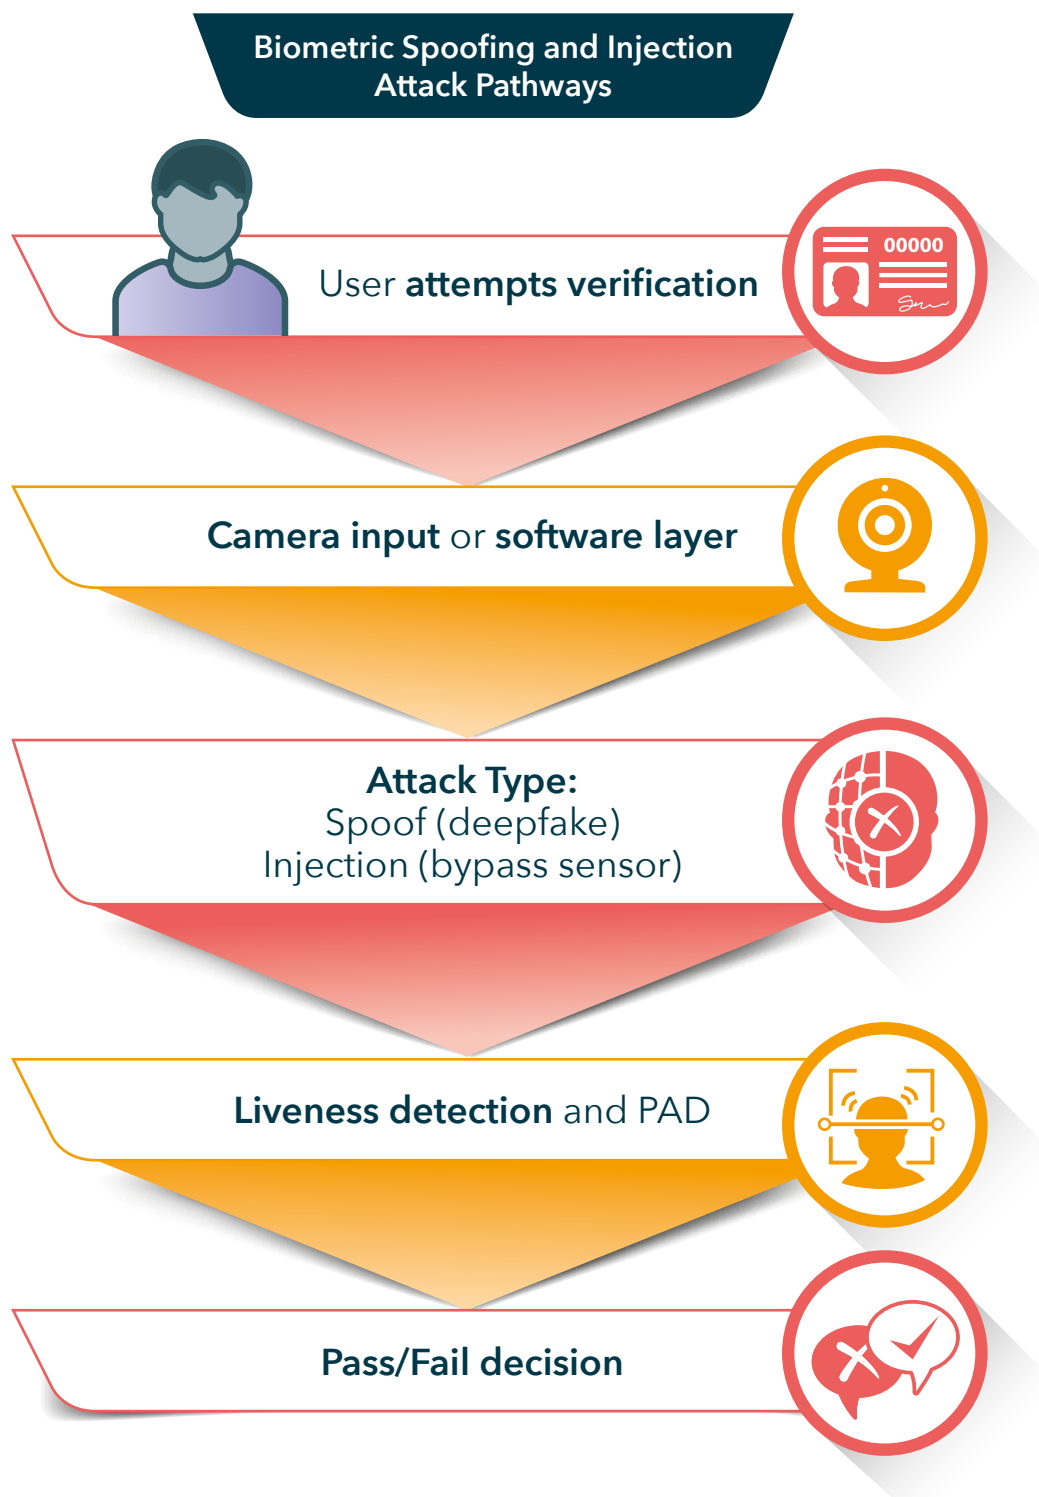 Biometric Spoofing and Injection
Attack Pathways
00000
User attempts verification
Camera input or software layer
Attack Type:
Spoof (deepfake)
Injection (bypass sensor)
Liveness detection and PAD
Pass/Fail decision